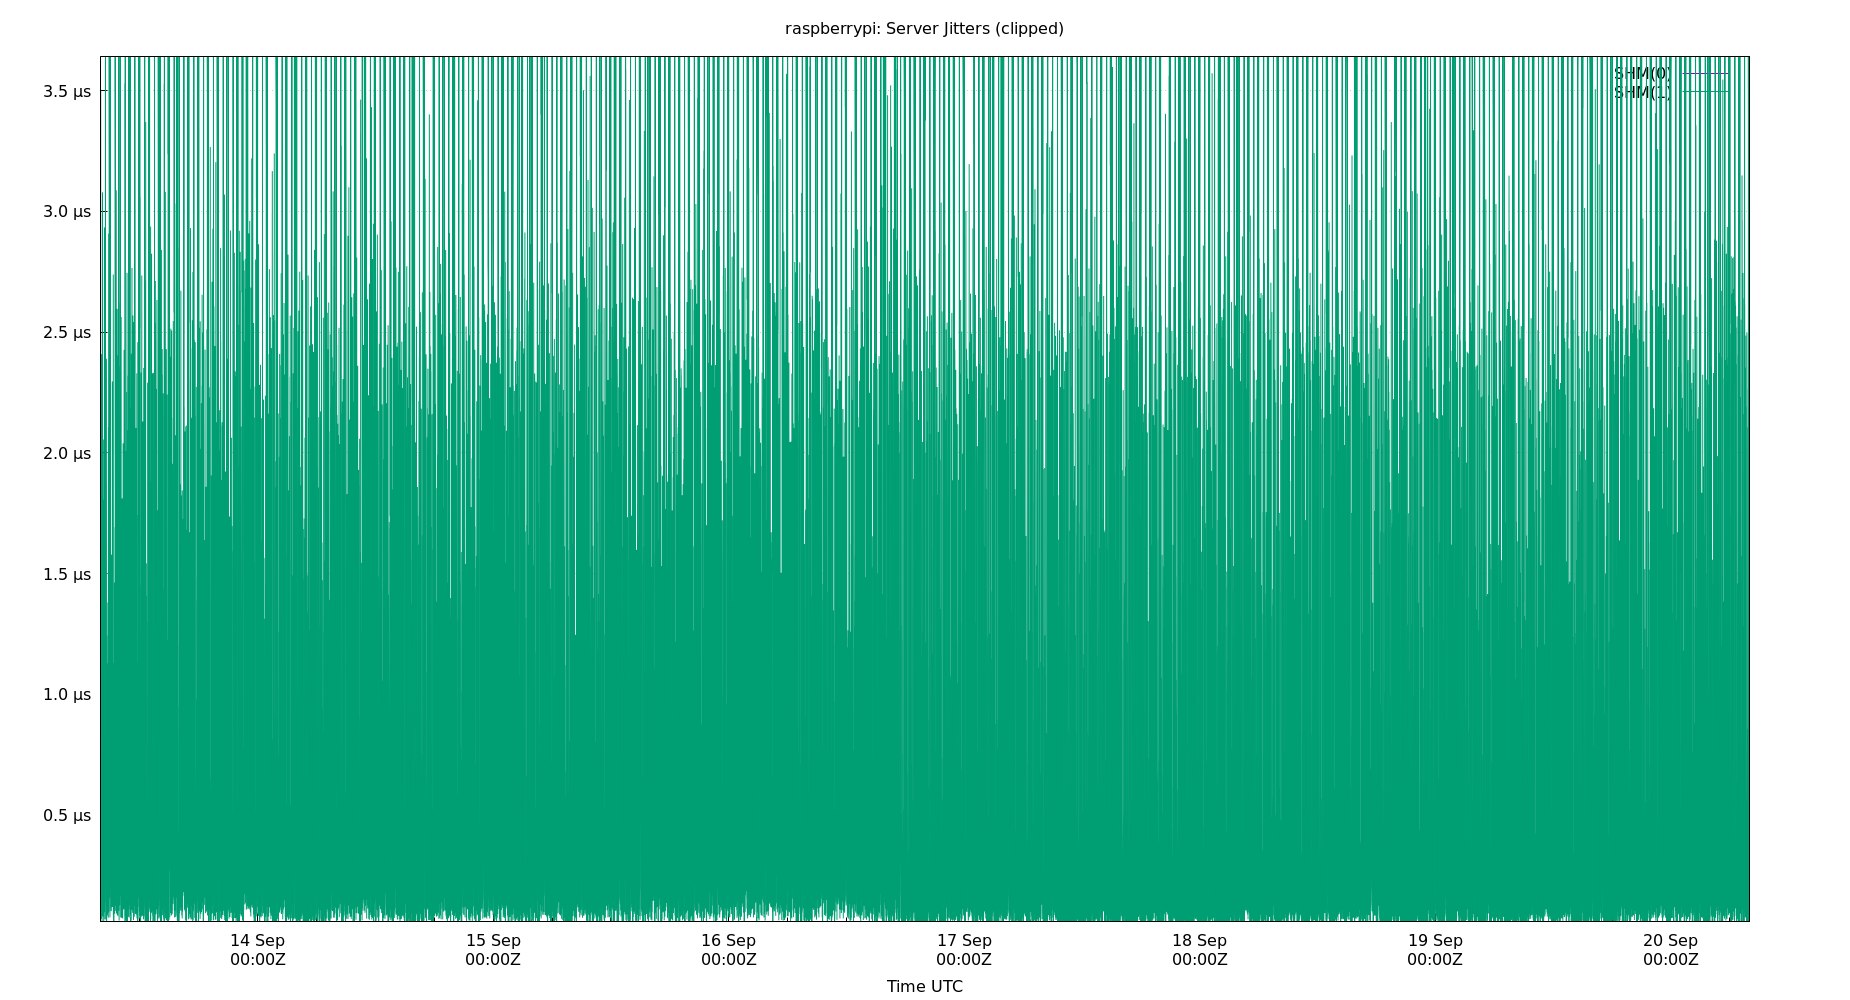 raspberrypi: Server Jitters (clipped)
SHM(0)
SHM(1)
3.5 µs
3.0 µs
2.5 µs
2.0 µs
1.5 µs
1.0 µs
0.5 µs
14 Sep 15 Sep 16 Sep 17 Sep 18 Sep 19 Sep 20 Sep
00:00Z 00:00Z 00:00Z 00:00Z 00:00Z 00:00Z 00:00Z
Time UTC